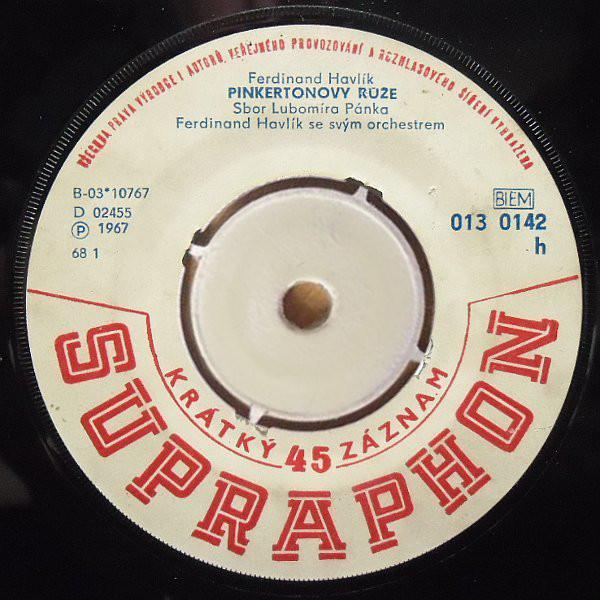 VŠECHNA PRÁVA VÝROBCE I AUTORŮ, VEŘEJNÉHO PROVOZOVÁNÍ A ROZHLASOVÉHO ŠÍŘENÍ VYHRAŽENA
Ferdinand Havlík
PINKERTONOVY RŮŽE
Sbor Lubomíra Pánka
Ferdinand Havlík se svým orchestrem
B-03*10767
D 02455
Ⓟ 1967
68 1
BIEM
013 0142
h
KRÁTKÝ 45 ZÁZNAM
SUPRAPHON